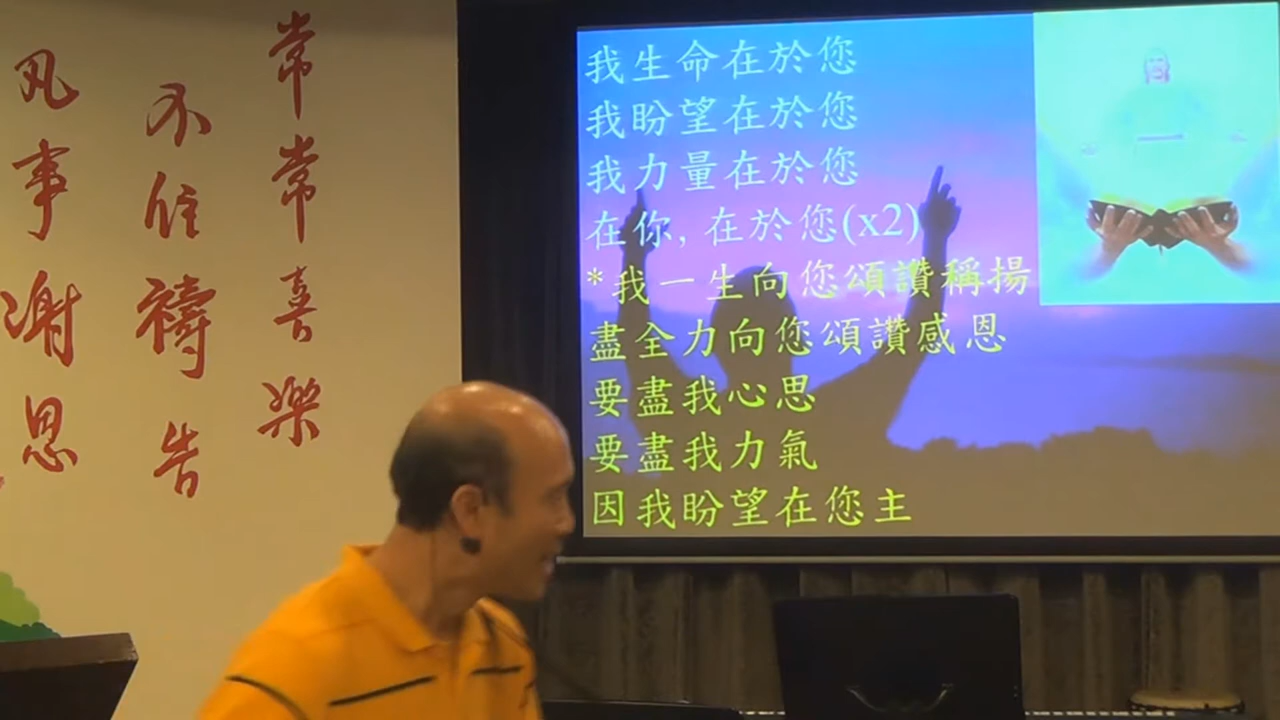 常常喜樂
不住禱告
凡事谢恩
我生命在於您
我盼望在於您
我力量在於您
在你, 在於您(x2)
*我一生向您頌讚稱揚
盡全力向您頌讚感恩
要盡我心思
要盡我力氣
因我盼望在您主